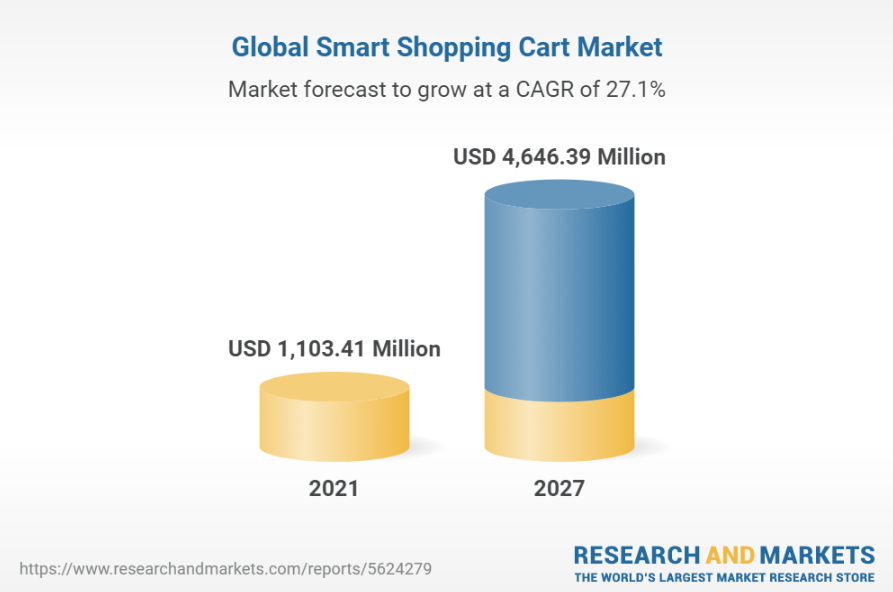 Global Smart Shopping Cart Market
Market forecast to grow at a CAGR of 27.1%
USD 4,646.39 Million
USD 1,103.41 Million
2021
2027
https://www.researchandmarkets.com/reports/5624279
RESEARCH AND MARKETS
THE WORLD'S LARGEST MARKET RESEARCH STORE